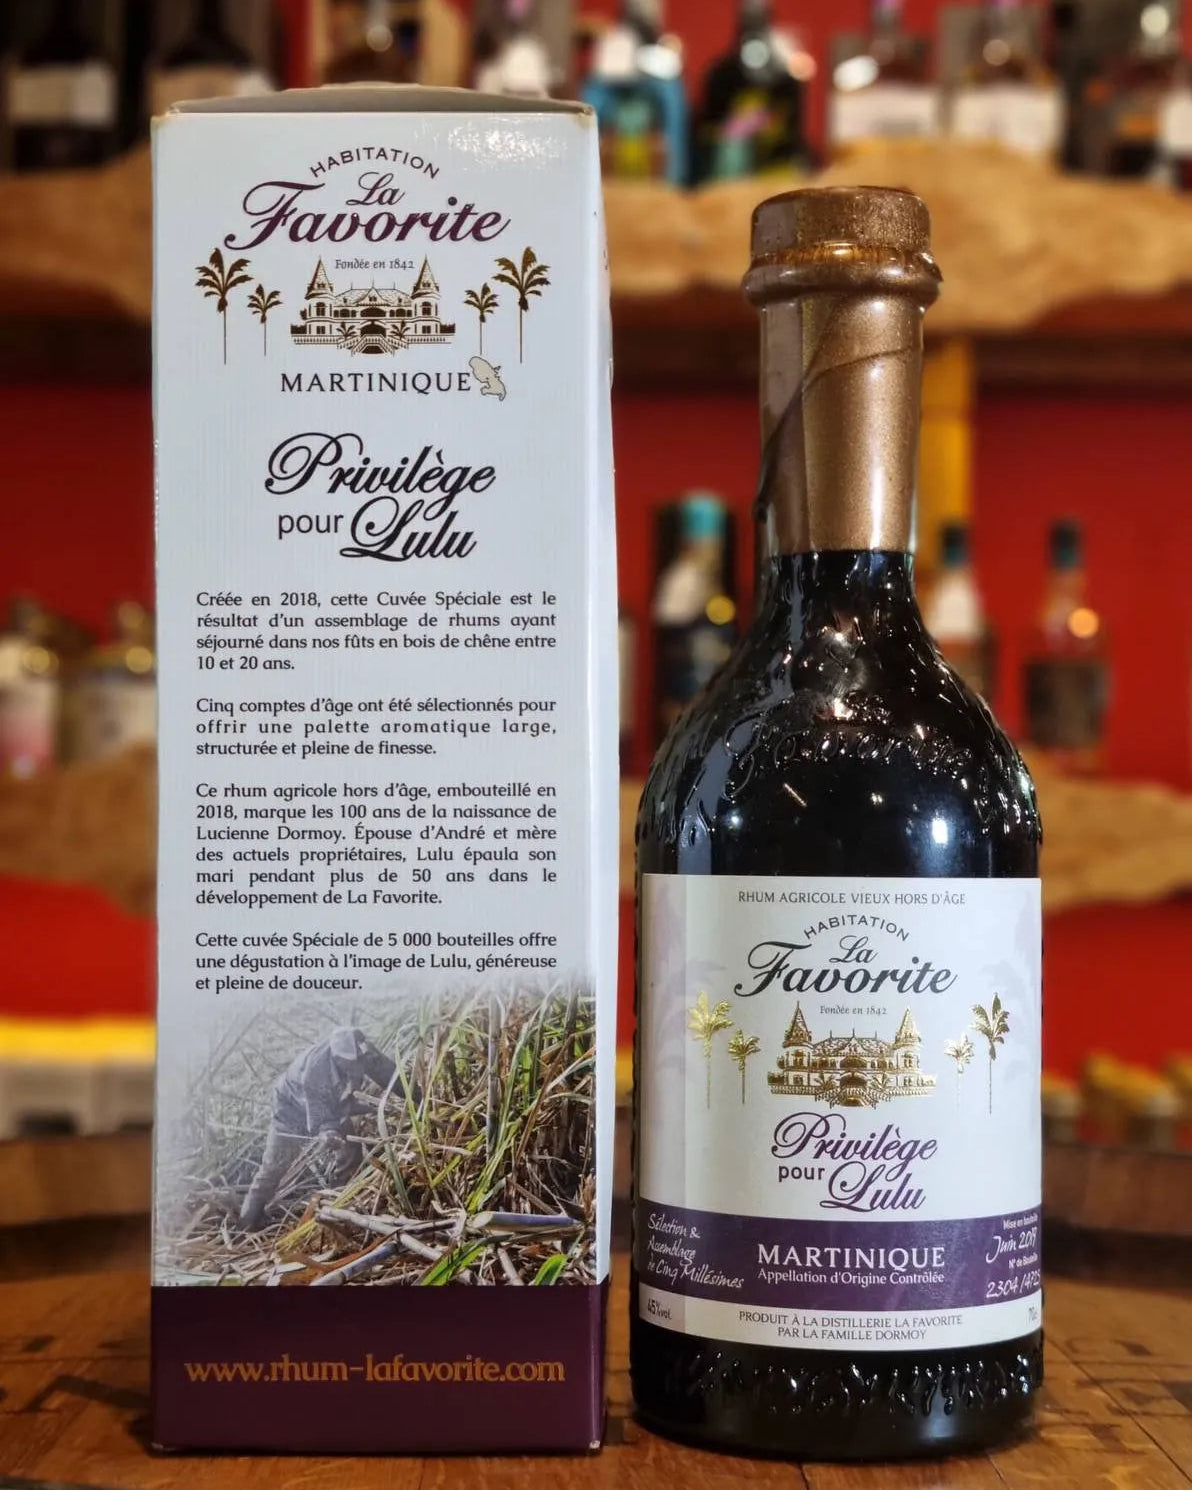 HABITATION
La
Favorite
Fondée en 1842
MARTINIQUE
Privilège
pour Lulu
Créée en 2018, cette Cuvée Spéciale est le
résultat d'un assemblage de rhums ayant
séjourné dans nos fûts en bois de chêne entre
10 et 20 ans.
Cinq comptes d'âge ont été sélectionnés pour
offrir une palette aromatique large,
structurée et pleine de finesse.
Ce rhum agricole hors d'âge, embouteillé en
2018, marque les 100 ans de la naissance de
Lucienne Dormoy. Épouse d'André et mère
des actuels propriétaires, Lulu épaula son
mari pendant plus de 50 ans dans le
développement de La Favorite.
Cette cuvée Spéciale de 5 000 bouteilles offre
une dégustation à l'image de Lulu, généreuse
et pleine de douceur.
www.rhum-lafavorite.com
La
Favorite
RHUM AGRICOLE VIEUX HORS D'ÂGE
HABITATION
La
Favorite
Fondée en 1842
Privilège
pour Lulu
Sélection &
Assemblage
de Cinq Millésimes
MARTINIQUE
Appellation d'Origine Contrôlée
Mise en bouteille
Juin
N° de Bouteille
2304
45%vol.
PRODUIT À LA DISTILLERIE LA FAVORITE
PAR LA FAMILLE DORMOY
70cl